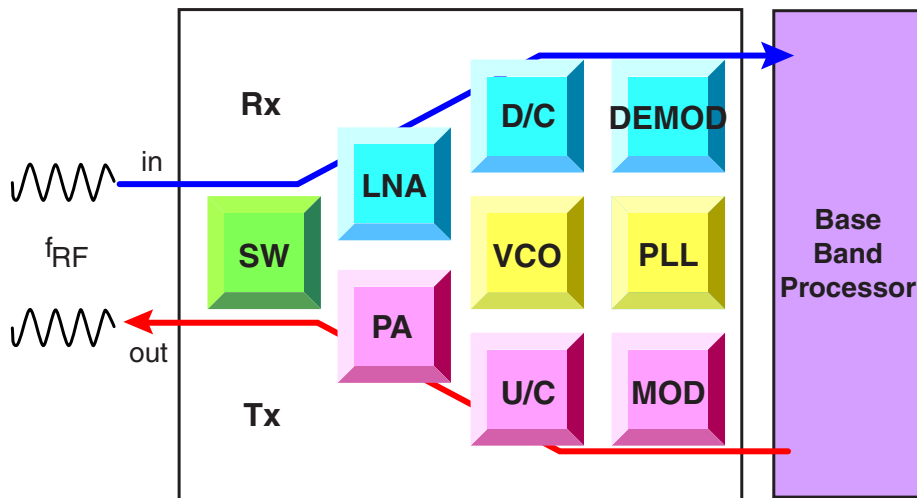 Rx
D/C
DEMOD
in
LNA
SW
f_RF
VCO
PLL
Base
Band
Processor
out
PA
Tx
U/C
MOD